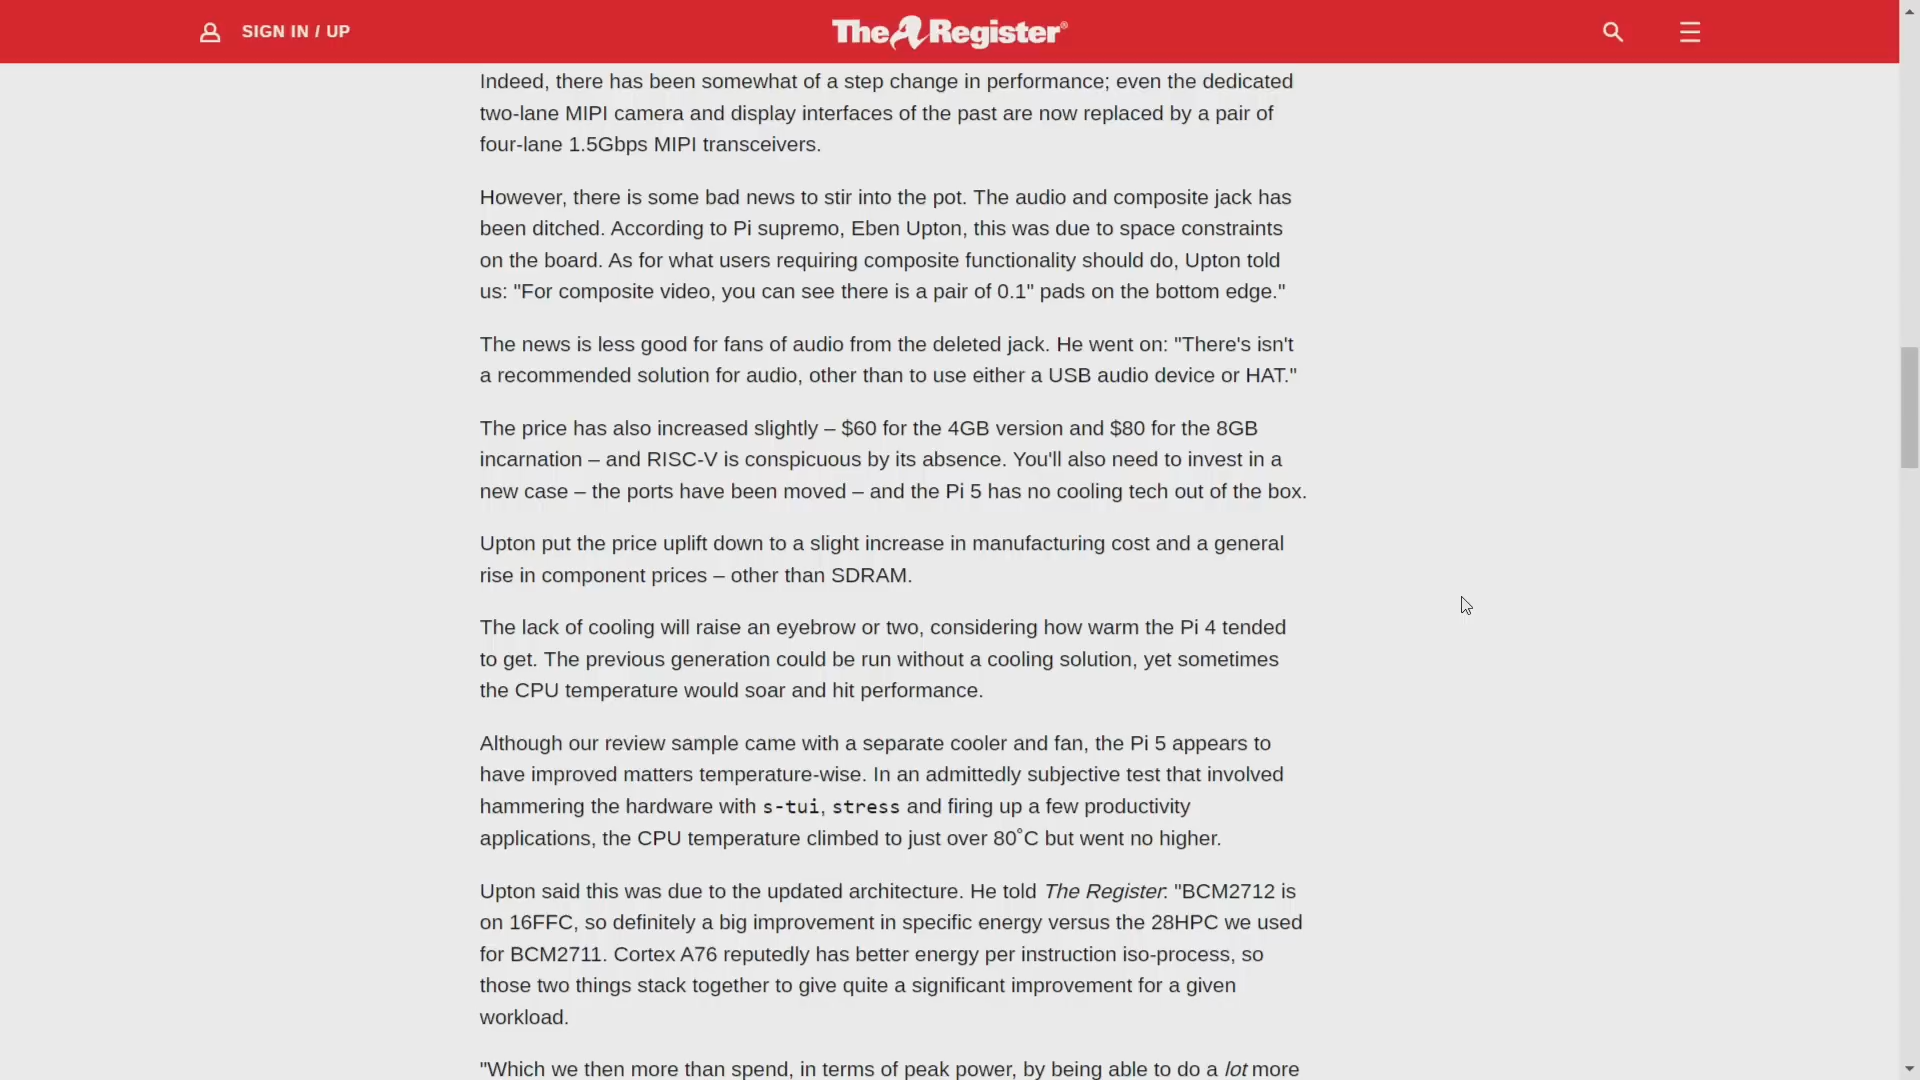 SIGN IN / UP
The Register®
Indeed, there has been somewhat of a step change in performance; even the dedicated
two-lane MIPI camera and display interfaces of the past are now replaced by a pair of
four-lane 1.5Gbps MIPI transceivers.
However, there is some bad news to stir into the pot. The audio and composite jack has
been ditched. According to Pi supremo, Eben Upton, this was due to space constraints
on the board. As for what users requiring composite functionality should do, Upton told
us: "For composite video, you can see there is a pair of 0.1" pads on the bottom edge."
The news is less good for fans of audio from the deleted jack. He went on: "There's isn't
a recommended solution for audio, other than to use either a USB audio device or HAT."
The price has also increased slightly – $60 for the 4GB version and $80 for the 8GB
incarnation – and RISC-V is conspicuous by its absence. You'll also need to invest in a
new case – the ports have been moved – and the Pi 5 has no cooling tech out of the box.
Upton put the price uplift down to a slight increase in manufacturing cost and a general
rise in component prices – other than SDRAM.
The lack of cooling will raise an eyebrow or two, considering how warm the Pi 4 tended
to get. The previous generation could be run without a cooling solution, yet sometimes
the CPU temperature would soar and hit performance.
Although our review sample came with a separate cooler and fan, the Pi 5 appears to
have improved matters temperature-wise. In an admittedly subjective test that involved
hammering the hardware with s-tui, stress and firing up a few productivity
applications, the CPU temperature climbed to just over 80˚C but went no higher.
Upton said this was due to the updated architecture. He told The Register: "BCM2712 is
on 16FFC, so definitely a big improvement in specific energy versus the 28HPC we used
for BCM2711. Cortex A76 reputedly has better energy per instruction iso-process, so
those two things stack together to give quite a significant improvement for a given
workload.
"Which we then more than spend, in terms of peak power, by being able to do a lot more